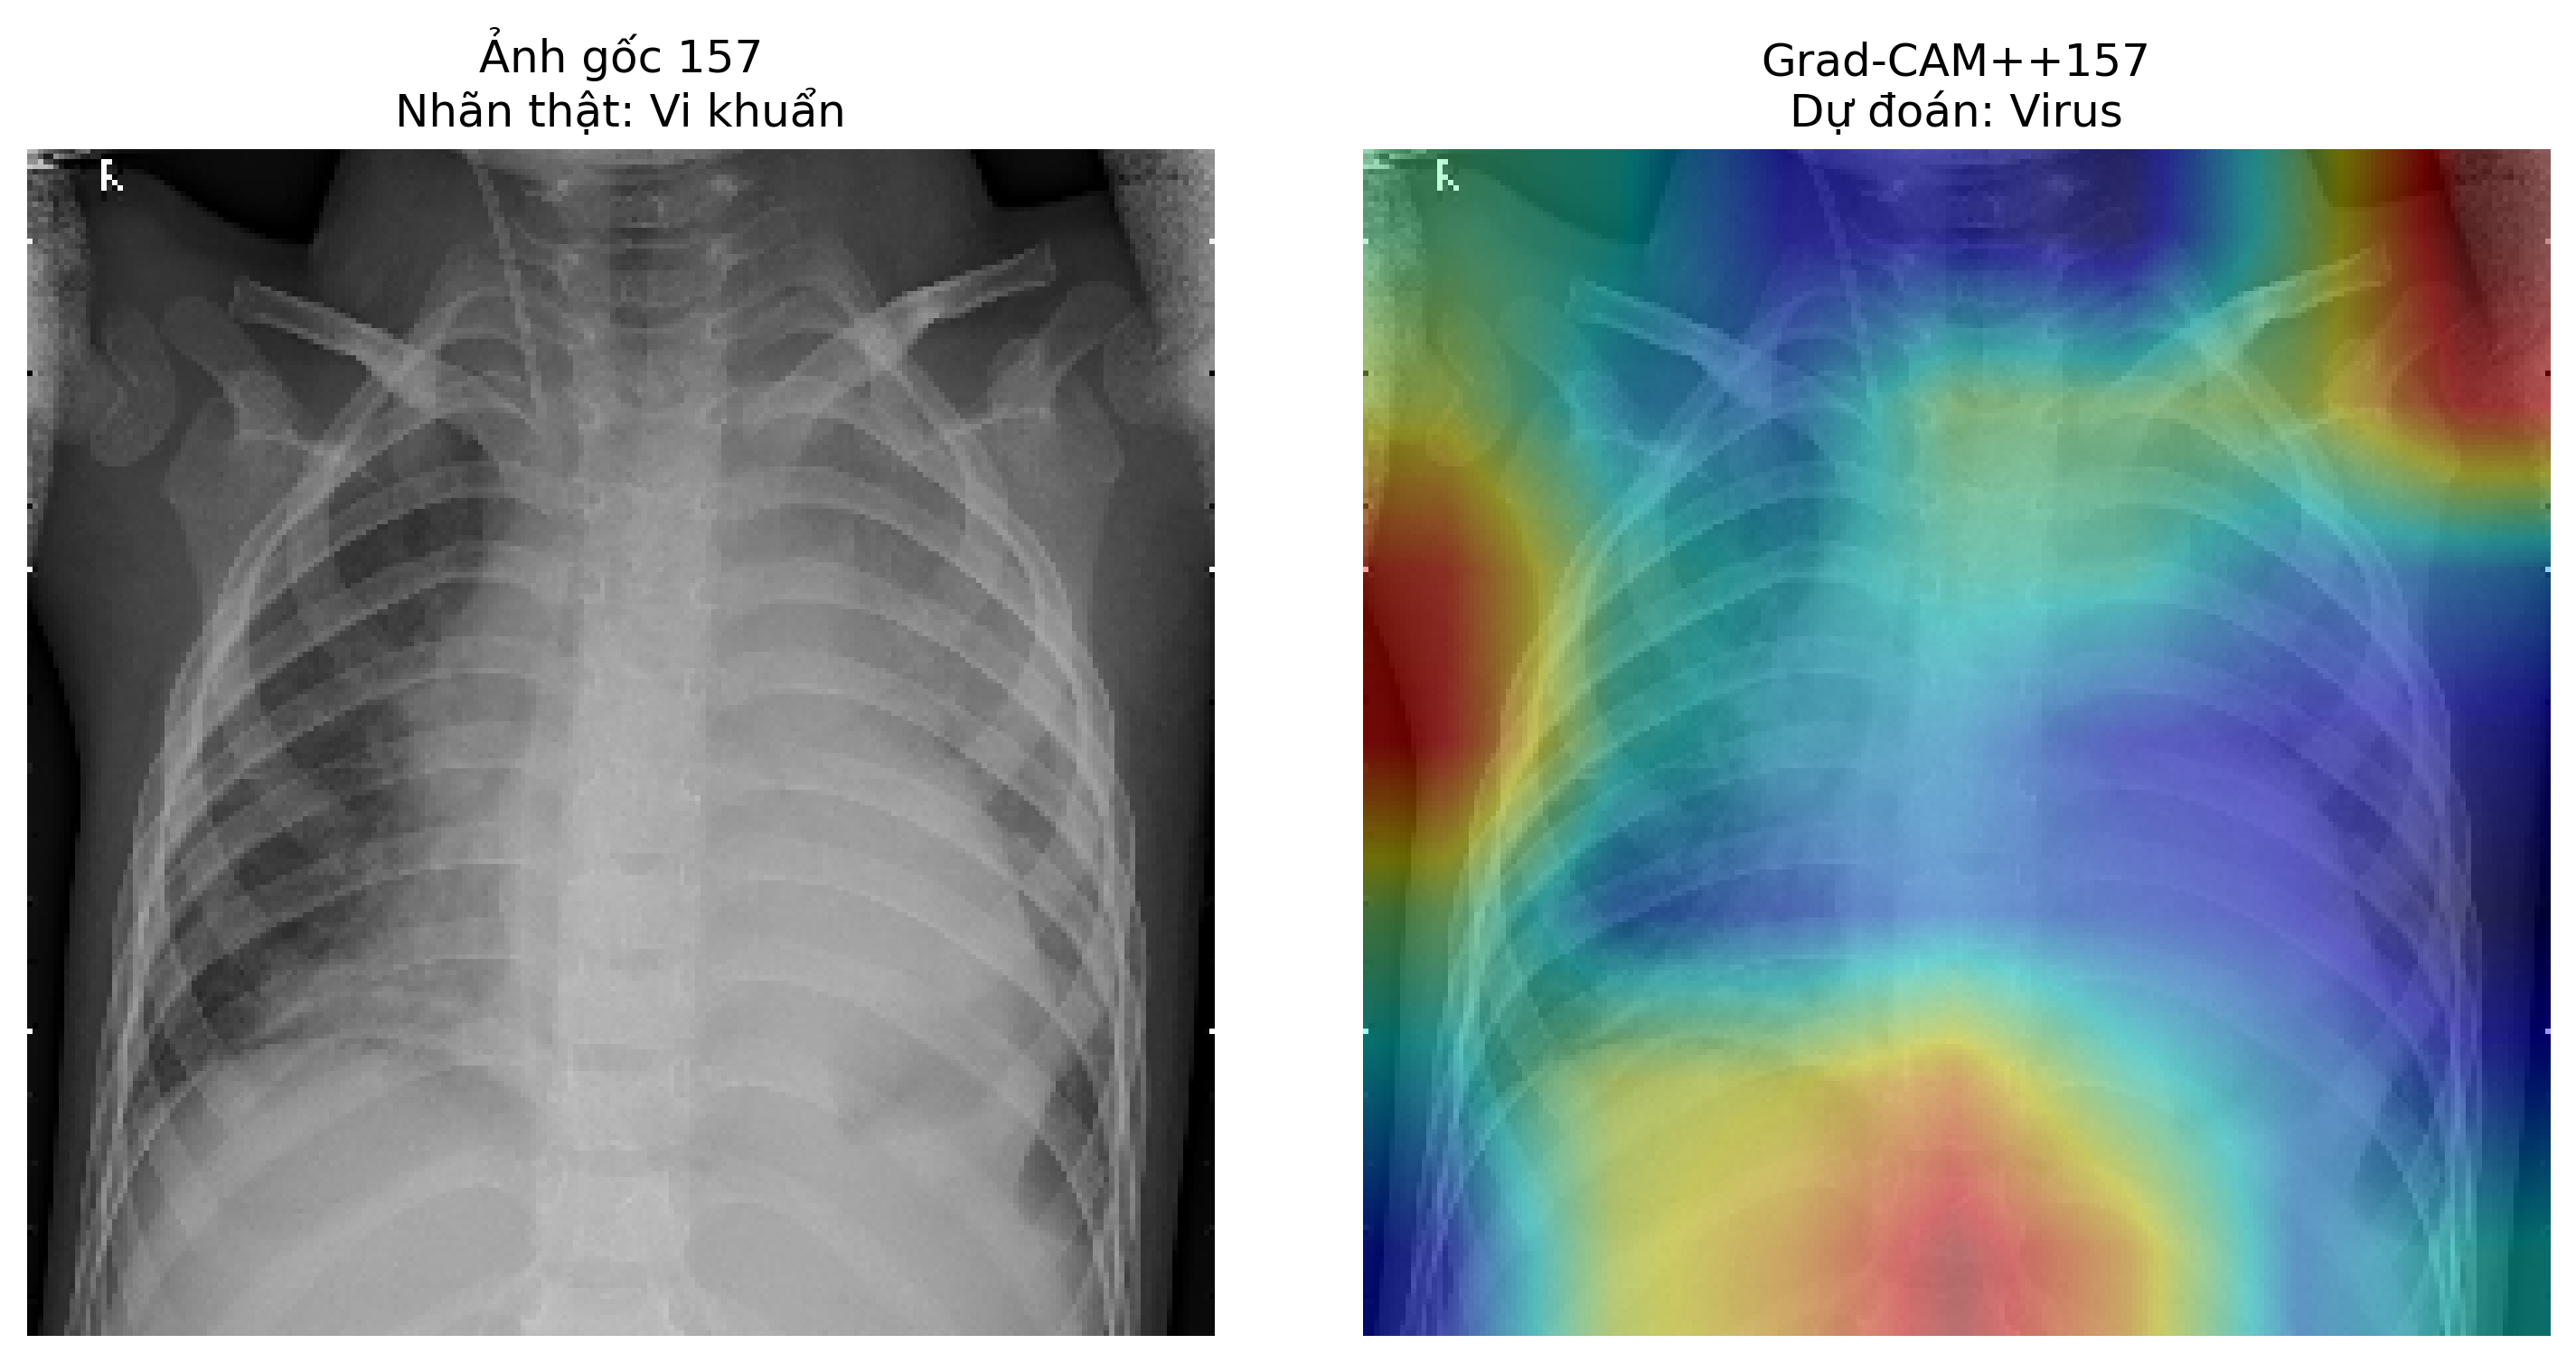 Ảnh gốc 157
Nhãn thật: Vi khuẩn
Grad-CAM++157
Dự đoán: Virus
R
R